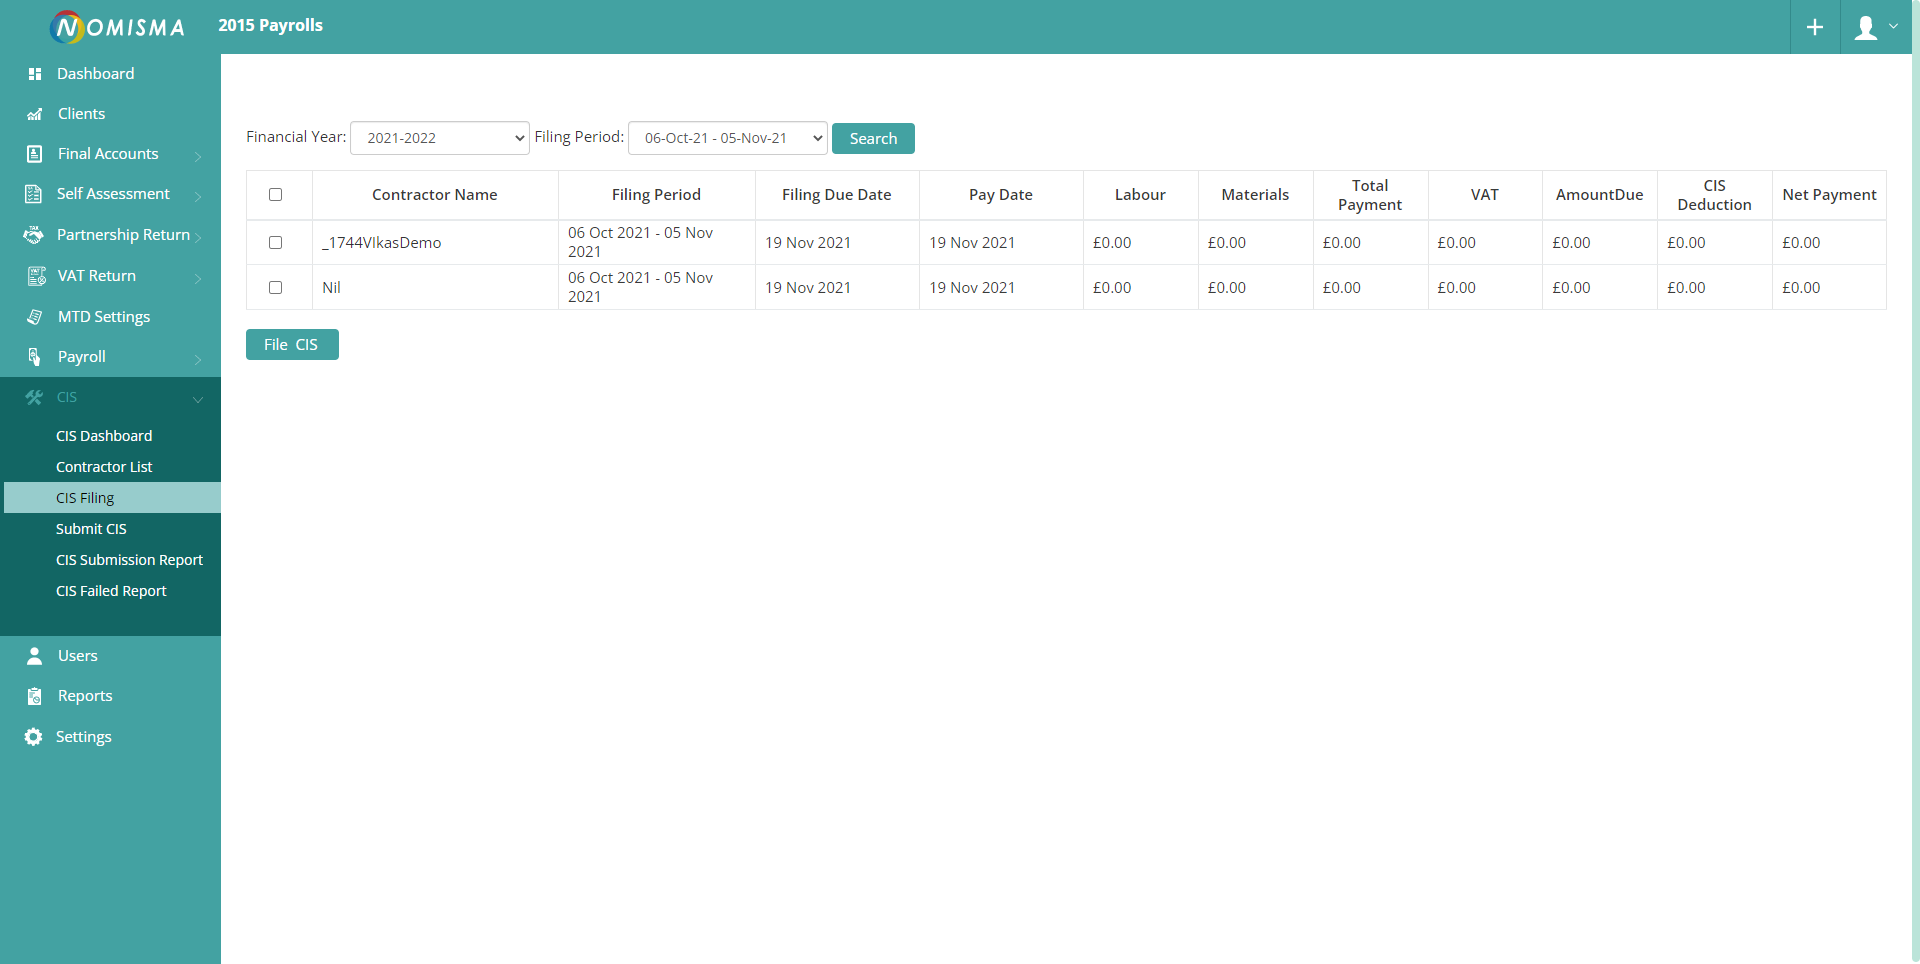 NOMISMA
2015 Payrolls
Dashboard
Clients
Final Accounts
Self Assessment
Partnership Return
VAT Return
MTD Settings
Payroll
CIS
CIS Dashboard
Contractor List
CIS Filing
Submit CIS
CIS Submission Report
CIS Failed Report
Users
Reports
Settings
Financial Year: 2021-2022 Filing Period: 06-Oct-21 - 05-Nov-21 Search
Contractor Name Filing Period Filing Due Date Pay Date Labour Materials Total Payment VAT AmountDue CIS Deduction Net Payment
_1744VIkasDemo 06 Oct 2021 - 05 Nov 2021 19 Nov 2021 19 Nov 2021 £0.00 £0.00 £0.00 £0.00 £0.00 £0.00 £0.00
Nil 06 Oct 2021 - 05 Nov 2021 19 Nov 2021 19 Nov 2021 £0.00 £0.00 £0.00 £0.00 £0.00 £0.00 £0.00
File CIS